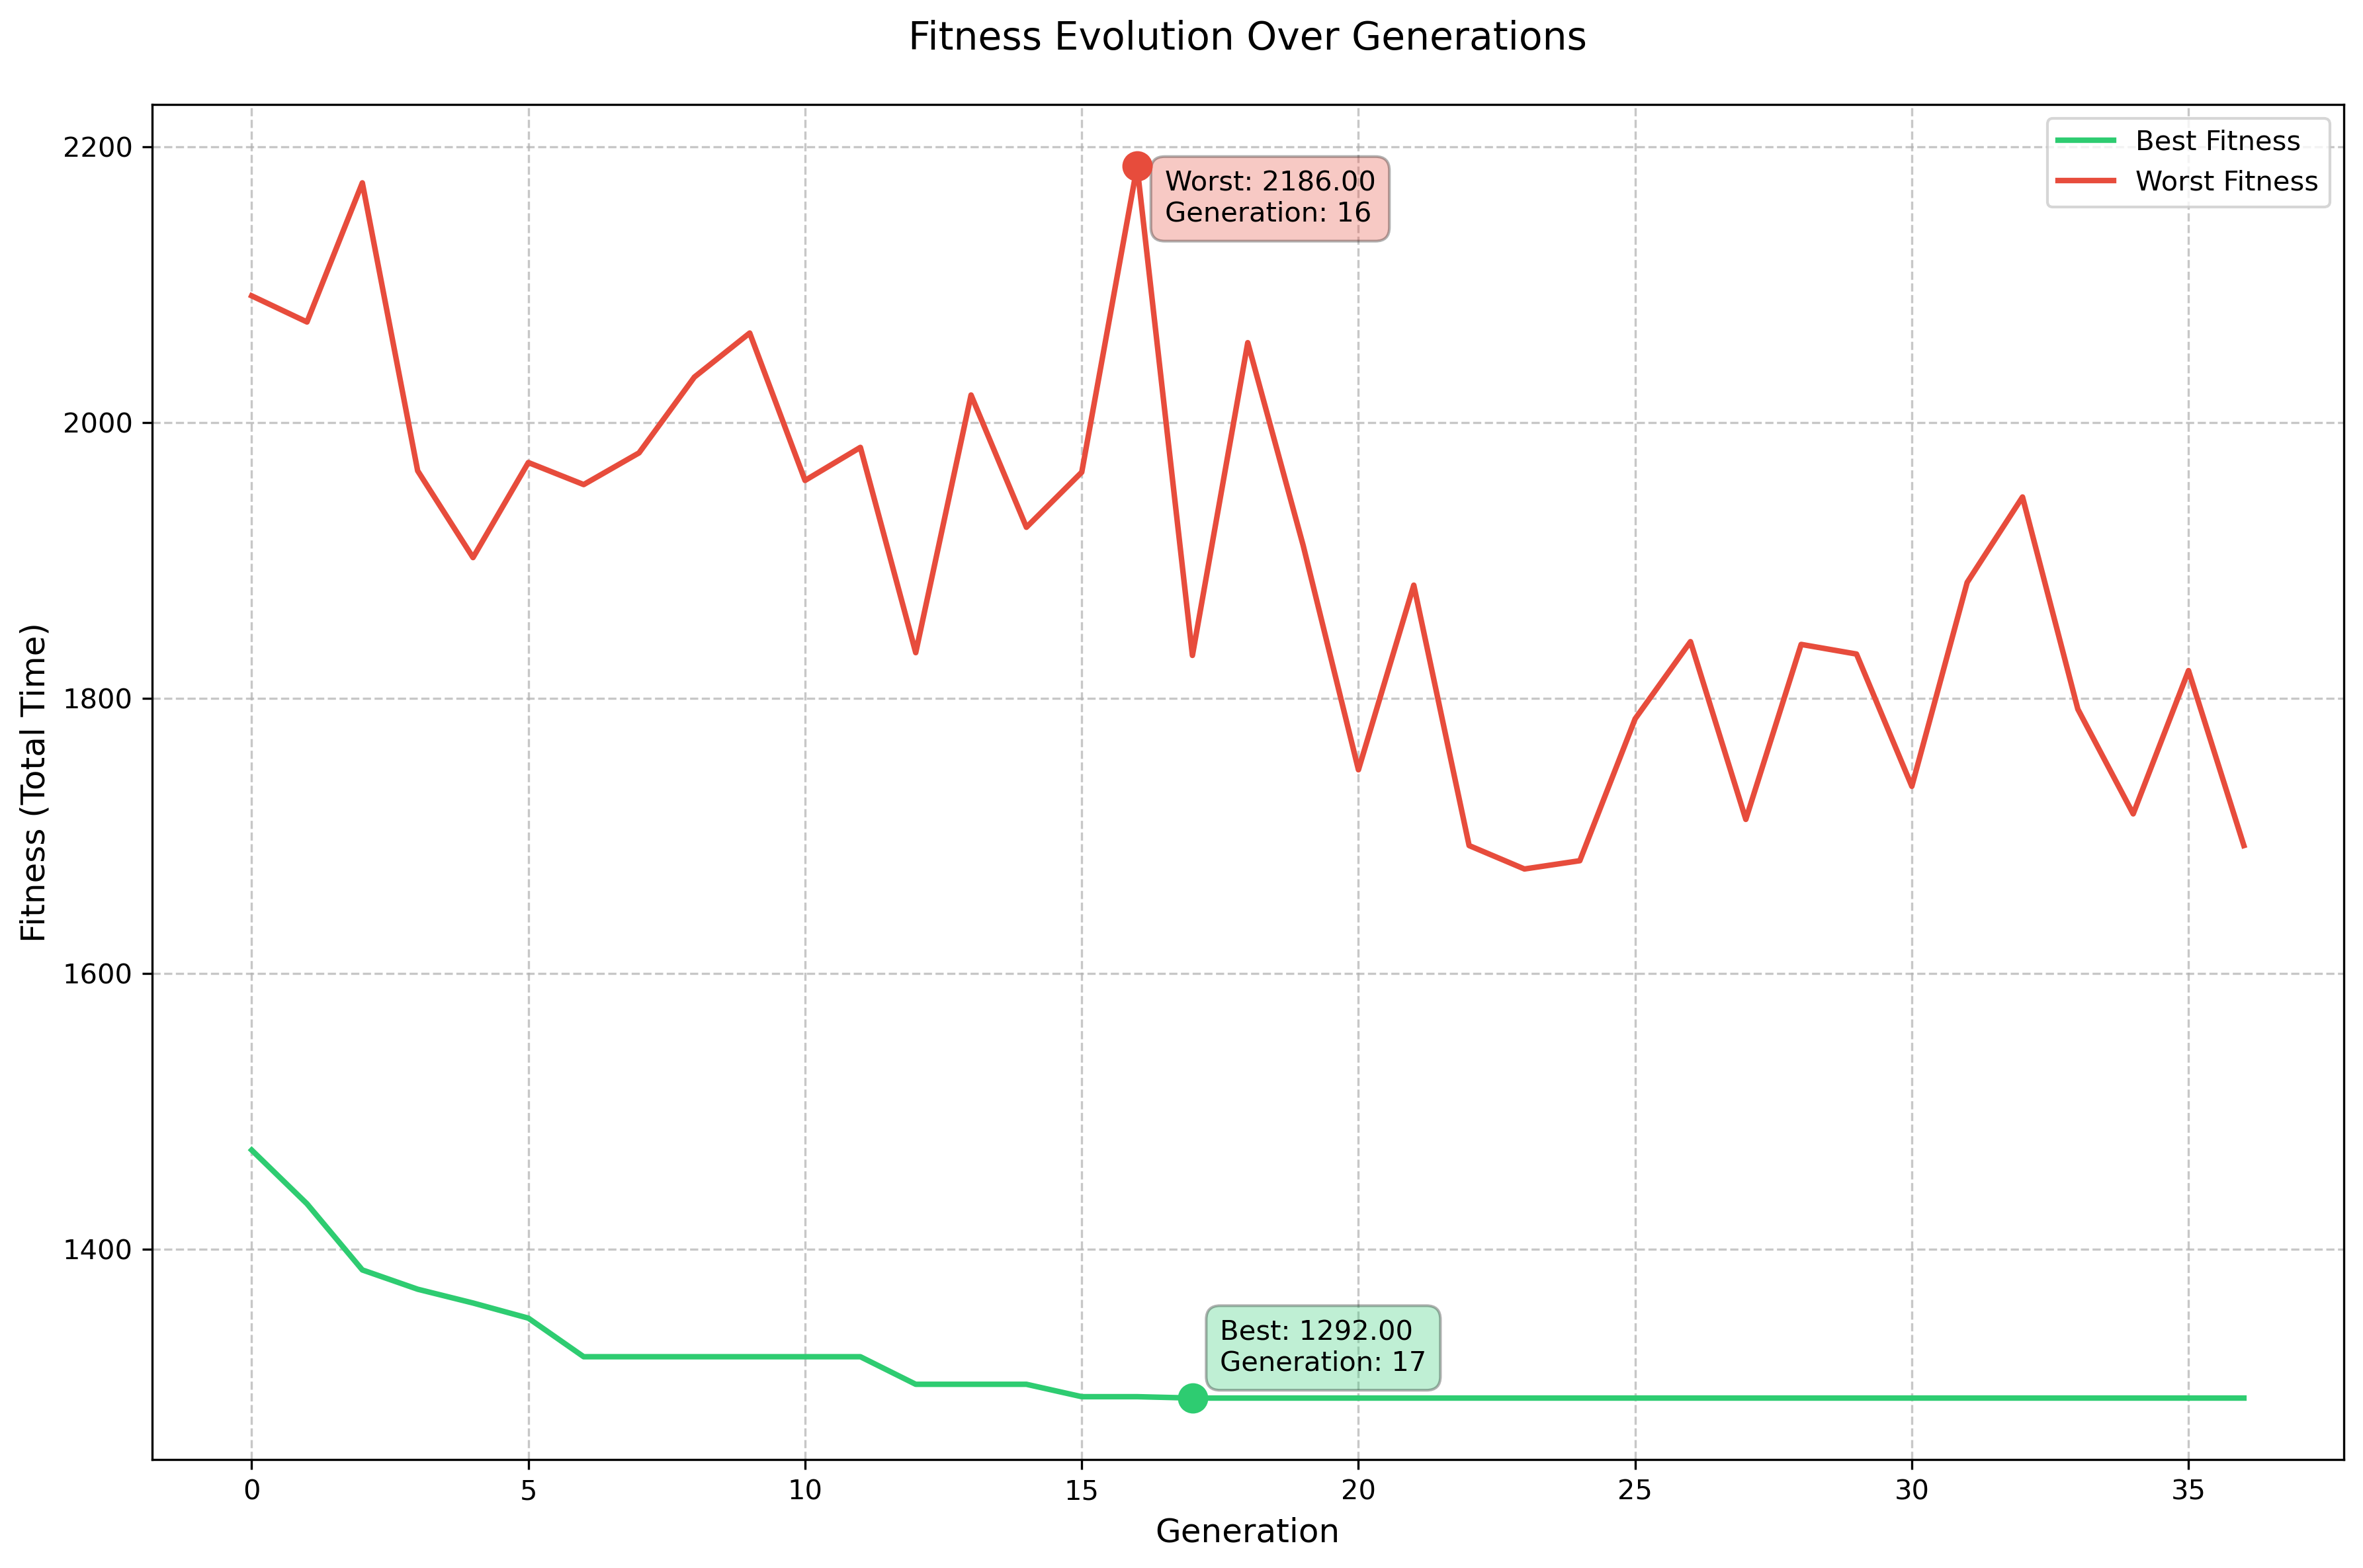 Fitness Evolution Over Generations
Fitness (Total Time)
2200
2000
1800
1600
1400
Best Fitness
Worst Fitness
Worst: 2186.00
Generation: 16
Best: 1292.00
Generation: 17
0 5 10 15 20 25 30 35
Generation